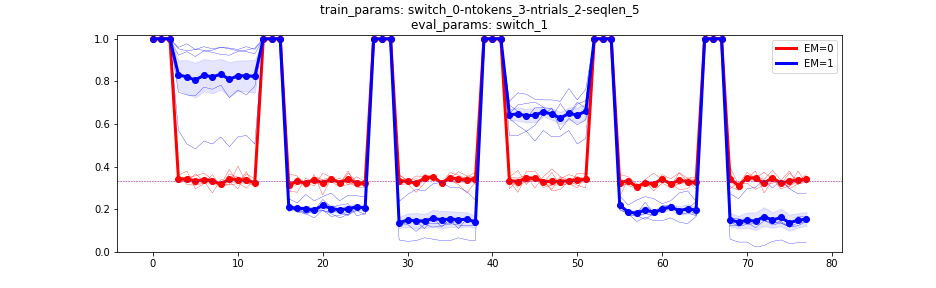 train_params: switch_0-ntokens_3-ntrials_2-seqlen_5
eval_params: switch_1
1.0
0.8
0.6
0.4
0.2
0.0
EM=0
EM=1
0 10 20 30 40 50 60 70 80